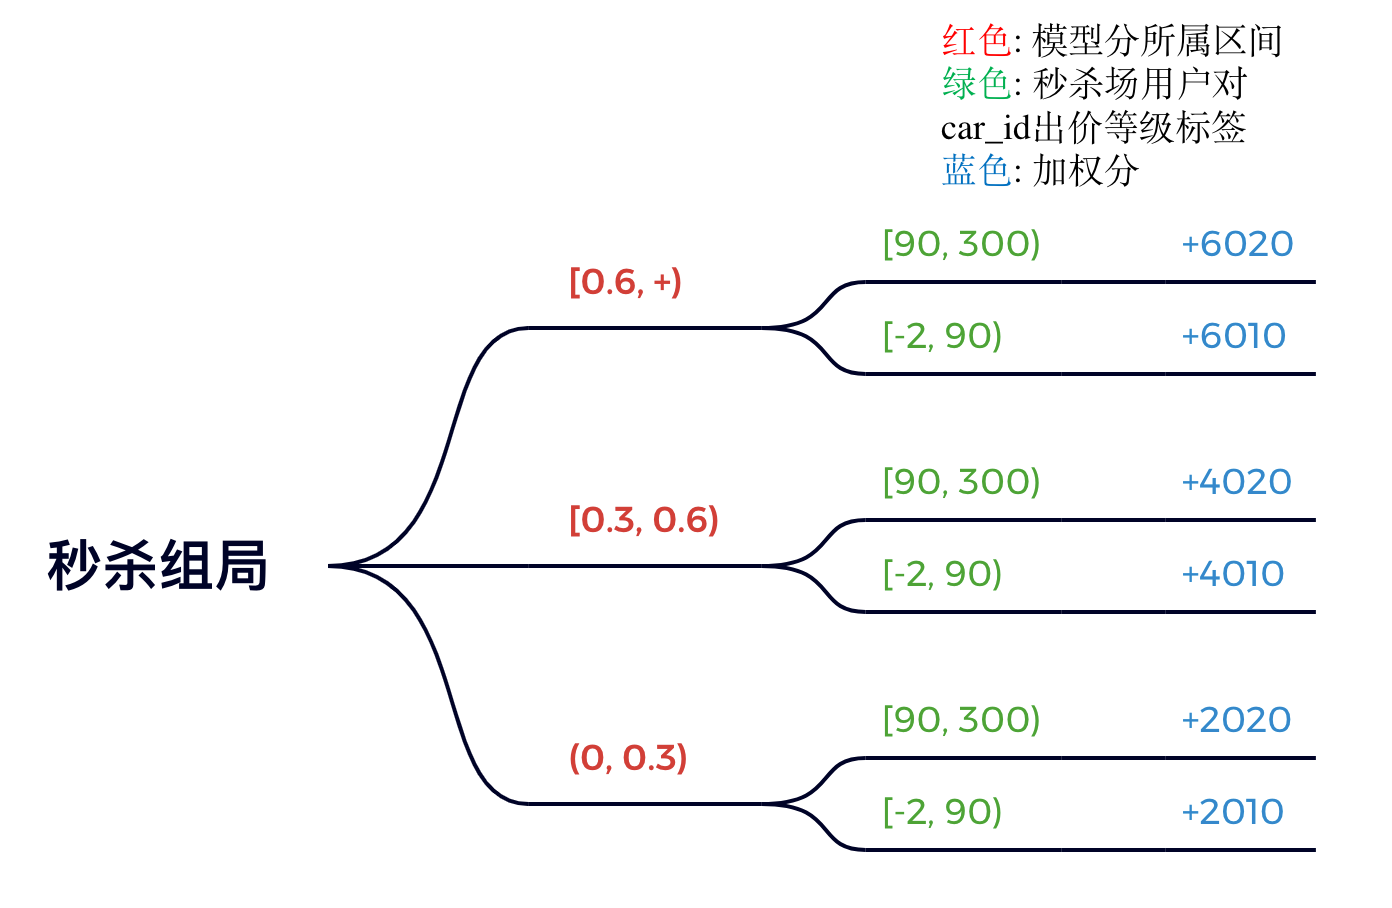 红色: 模型分所属区间
绿色: 秒杀场用户对
car_id出价等级标签
蓝色: 加权分
[90, 300) +6020
[0.6, +)
[-2, 90) +6010
[90, 300) +4020
[0.3, 0.6)
秒杀组局
[-2, 90) +4010
[90, 300) +2020
(0, 0.3)
[-2, 90) +2010